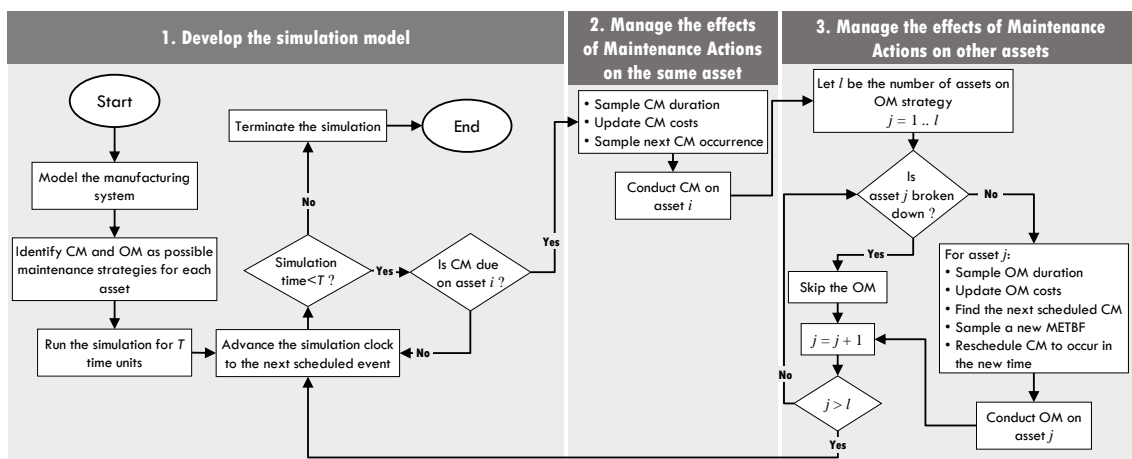 1. Develop the simulation model
Start
Model the manufacturing
system
Identify CM and OM as possible
maintenance strategies for each
asset
Run the simulation for T
time units
Terminate the simulation
End
No
Simulation
time<T ?
Yes
Is CM due
on asset i ?
Yes
No
Advance the simulation clock
to the next scheduled event
2. Manage the effects
of Maintenance Actions
on the same asset
• Sample CM duration
• Update CM costs
• Sample next CM occurrence
Conduct CM on
asset i
3. Manage the effects of Maintenance
Actions on other assets
Let l be the number of assets on
OM strategy
j = 1 .. l
Is
asset j broken
down ?
No
Yes
Skip the OM
j = j + 1
No
j > l
Yes
For asset j:
• Sample OM duration
• Update OM costs
• Find the next scheduled CM
• Sample a new METBF
• Reschedule CM to occur in
the new time
Conduct OM on
asset j